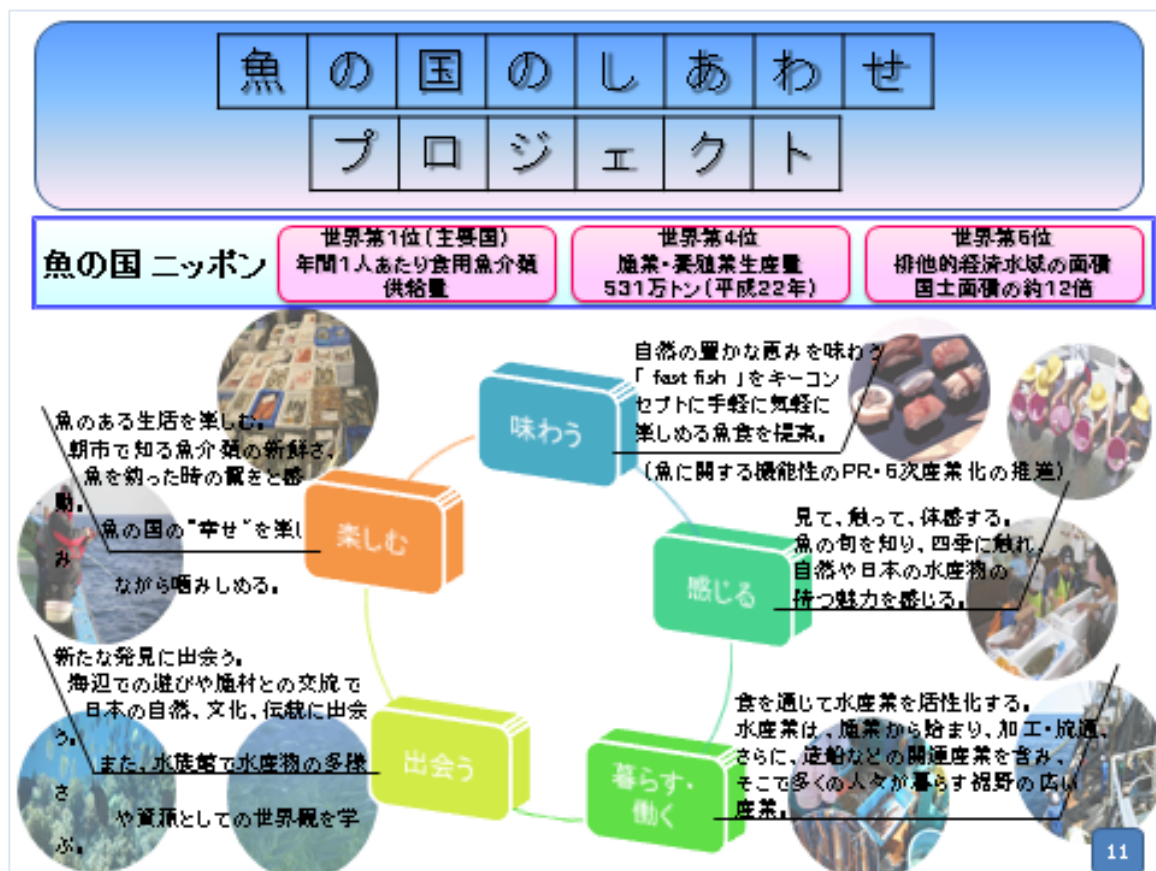 魚の国のしあわせ
プロジェクト
魚の国 ニッポン
世界第1位(主要国)
年間1人あたり食用魚介類
供給量
世界第4位
漁業・養殖業生産量
531万トン(平成22年)
世界第6位
排他的経済水域の面積
国土面積の約12倍
味わう
自然の豊かな恵みを味わう
「 fast fish 」をキーコン
セプトに手軽に気軽に
楽しめる魚食を提案。
(魚に関する機能性のPR・6次産業化の推進)
魚のある生活を楽しむ。
朝市で知る魚介類の新鮮さ、
魚を釣った時の驚きと感
動。
魚の国の"幸せ"を楽し
み
ながら噛みしめる。
楽しむ
見て、触って、体感する。
魚の旬を知り、四季に触れ、
自然や日本の水産物の
持つ魅力を感じる。
感じる
新たな発見に出会う。
海辺での遊びや漁村との交流で
日本の自然、文化、伝統に出会
う。
また、水族館で水産物の多様
さ
や資源としての世界観を学
ぶ。
出会う
暮らす・
働く
食を通じて水産業を活性化する。
水産業は、漁業から始まり、加工・流通、
さらに、造船などの関連産業を含み、
そこで多くの人々が暮らす裾野の広い
産業。
11